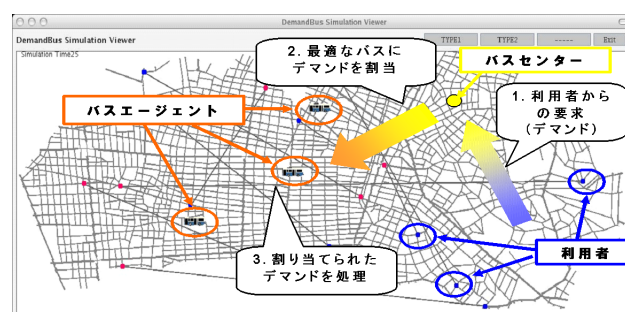 DemandBus Simulation Viewer
DemandBus Simulation Viewer
TYPE1
TYPE2
-----
Exit
Simulation Time25
2. 最適なバスに
デマンドを割当
バスセンター
バスエージェント
1. 利用者から
の要求
(デマンド)
3. 割り当てられた
デマンドを処理
利用者